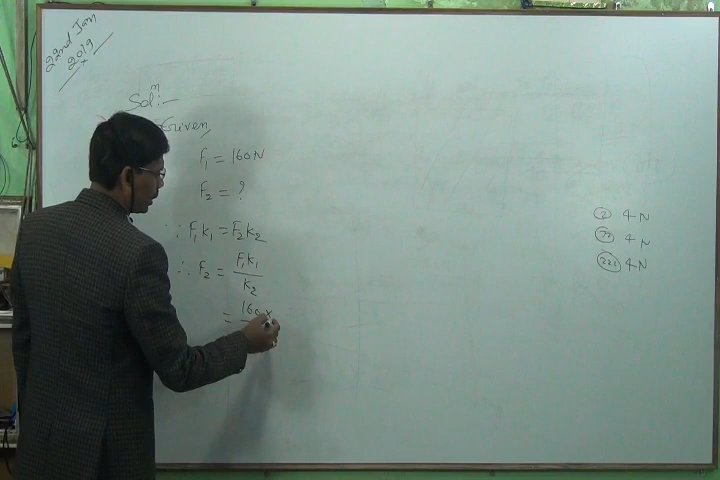 22nd Jan
2019
Solⁿ:-
Given,
F₁ = 160N
F₂ = ?
∵ F₁K₁ = F₂K₂
∴ F₂ = F₁K₁ / K₂
= 160 ×
(i) 4N
(ii) 4N
(iii) 4N